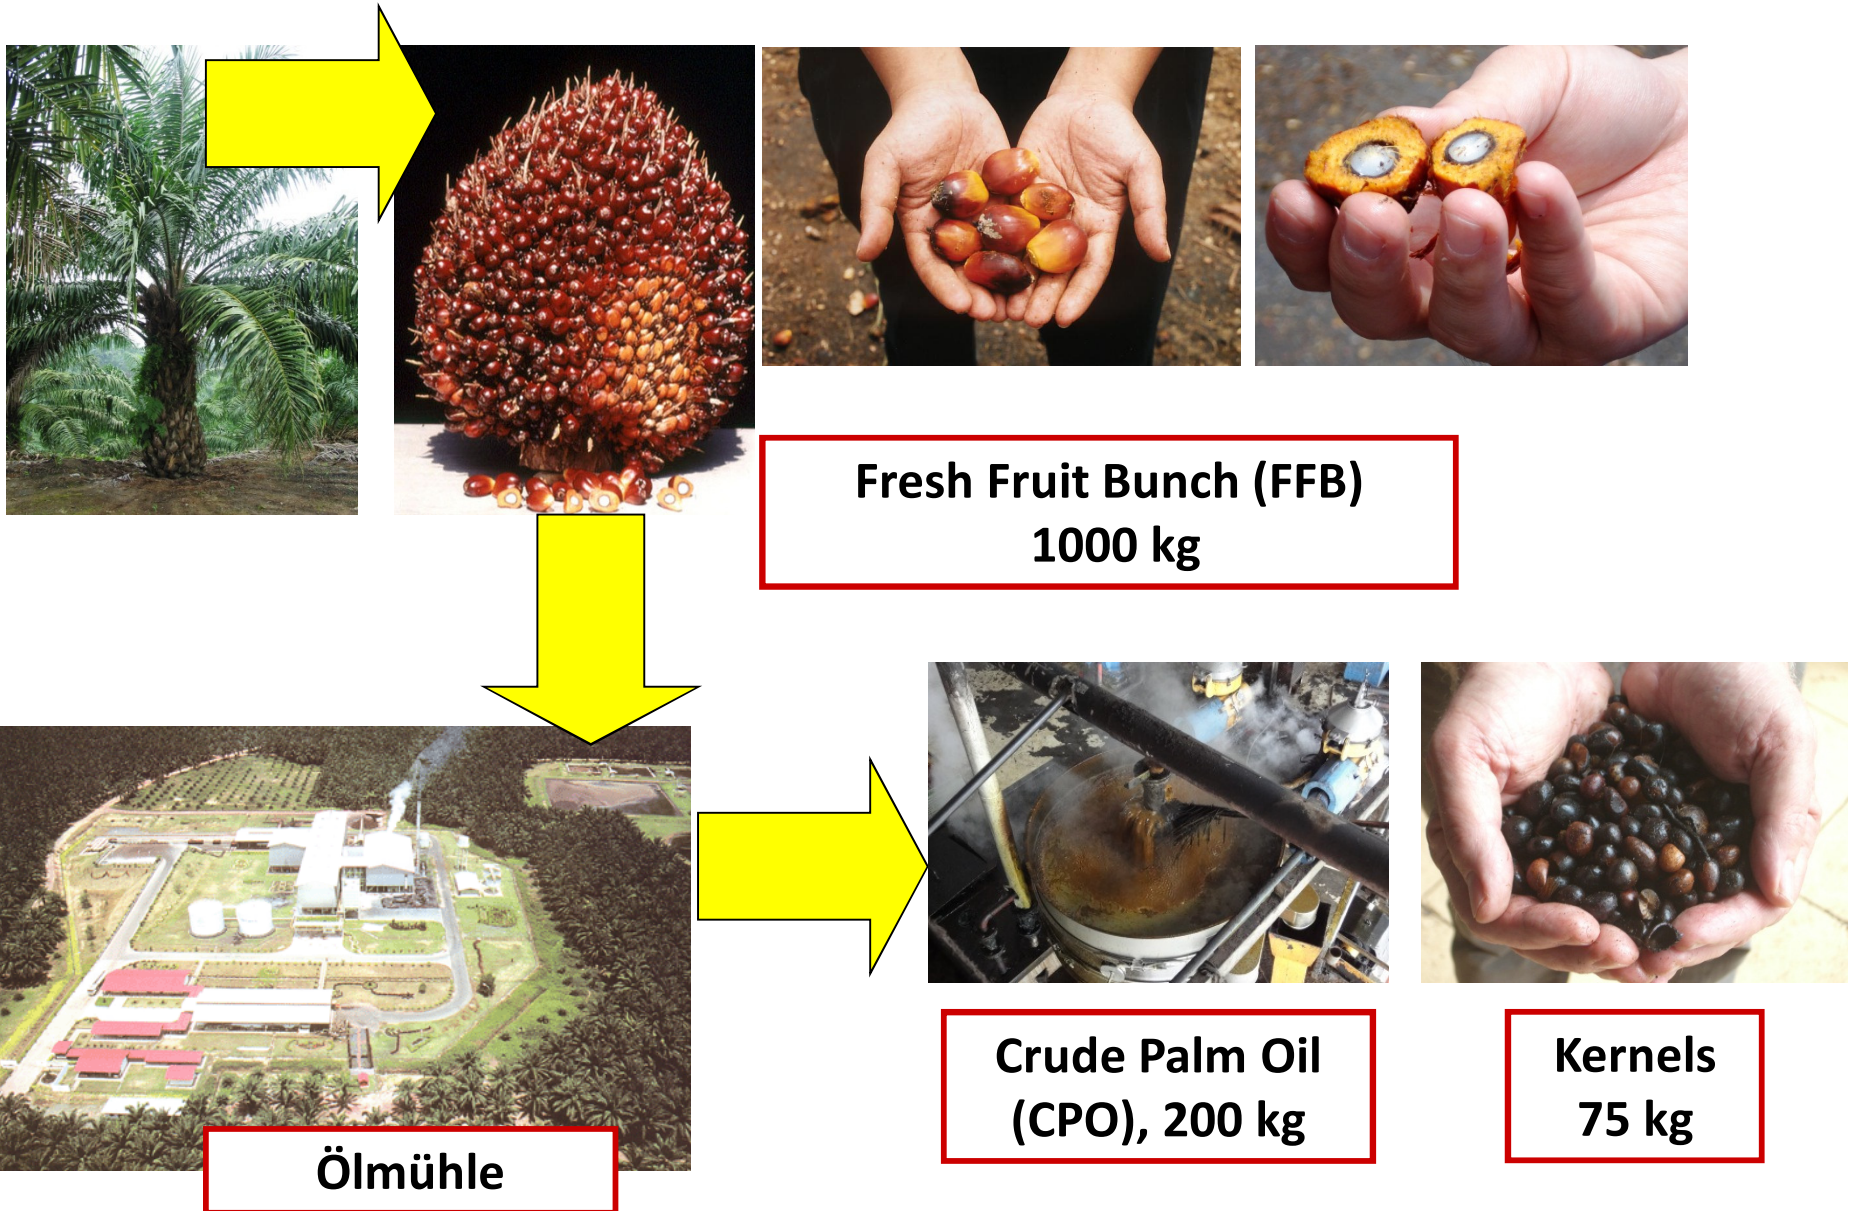 Fresh Fruit Bunch (FFB)
1000 kg
Crude Palm Oil
(CPO), 200 kg
Kernels
75 kg
Ölmühle